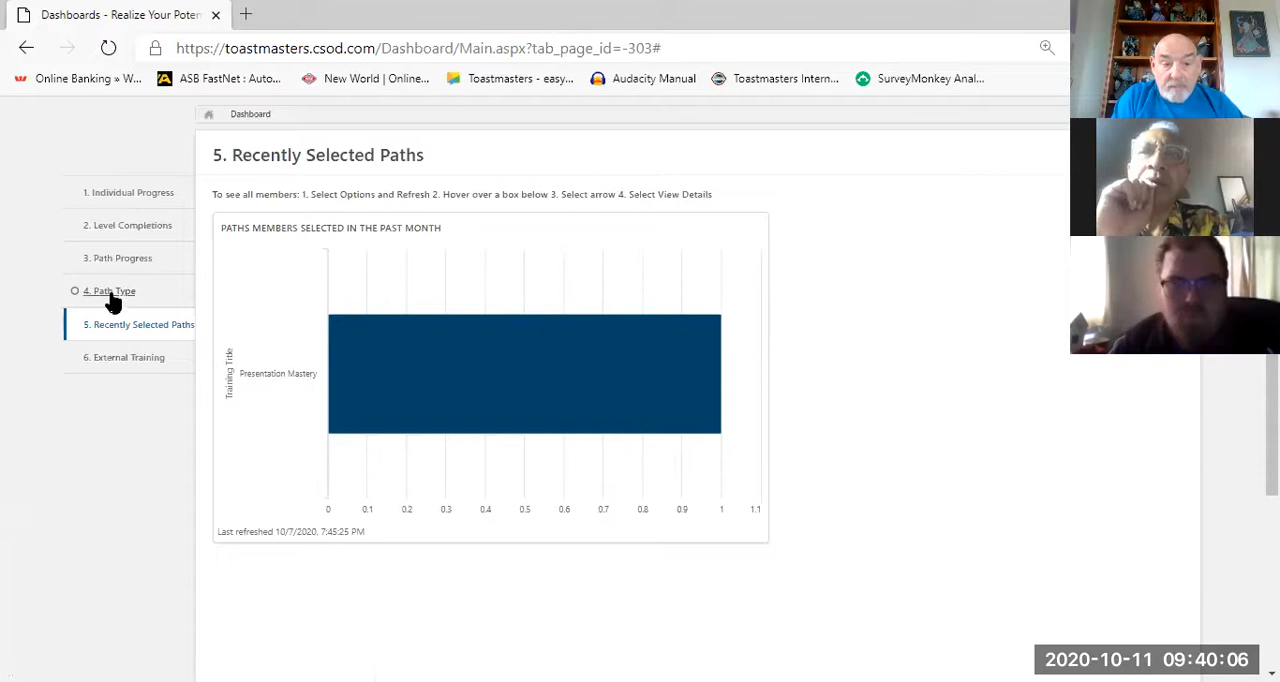 Dashboards - Realize Your Poten
https://toastmasters.csod.com/Dashboard/Main.aspx?tab_page_id=-303#
Online Banking » W...
ASB FastNet : Auto...
New World | Online...
Toastmasters - easy...
Audacity Manual
Toastmasters Intern...
SurveyMonkey Anal...
Dashboard
1. Individual Progress
2. Level Completions
3. Path Progress
4. Path Type
5. Recently Selected Paths
6. External Training
5. Recently Selected Paths
To see all members: 1. Select Options and Refresh 2. Hover over a box below 3. Select arrow 4. Select View Details
PATHS MEMBERS SELECTED IN THE PAST MONTH
Training Title
Presentation Mastery
0 0.1 0.2 0.3 0.4 0.5 0.6 0.7 0.8 0.9 1 1.1
Last refreshed 10/7/2020, 7:45:25 PM
2020-10-11 09:40:06